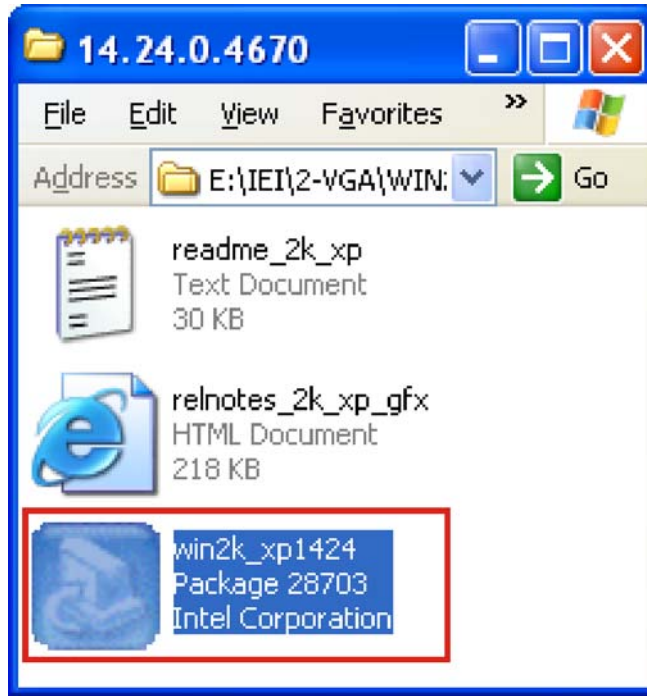 14.24.0.4670
File Edit View Favorites »
Address E:\IEI\2-VGA\WIN: Go
readme_2k_xp
Text Document
30 KB
relnotes_2k_xp_gfx
HTML Document
218 KB
win2k_xp1424
Package 28703
Intel Corporation